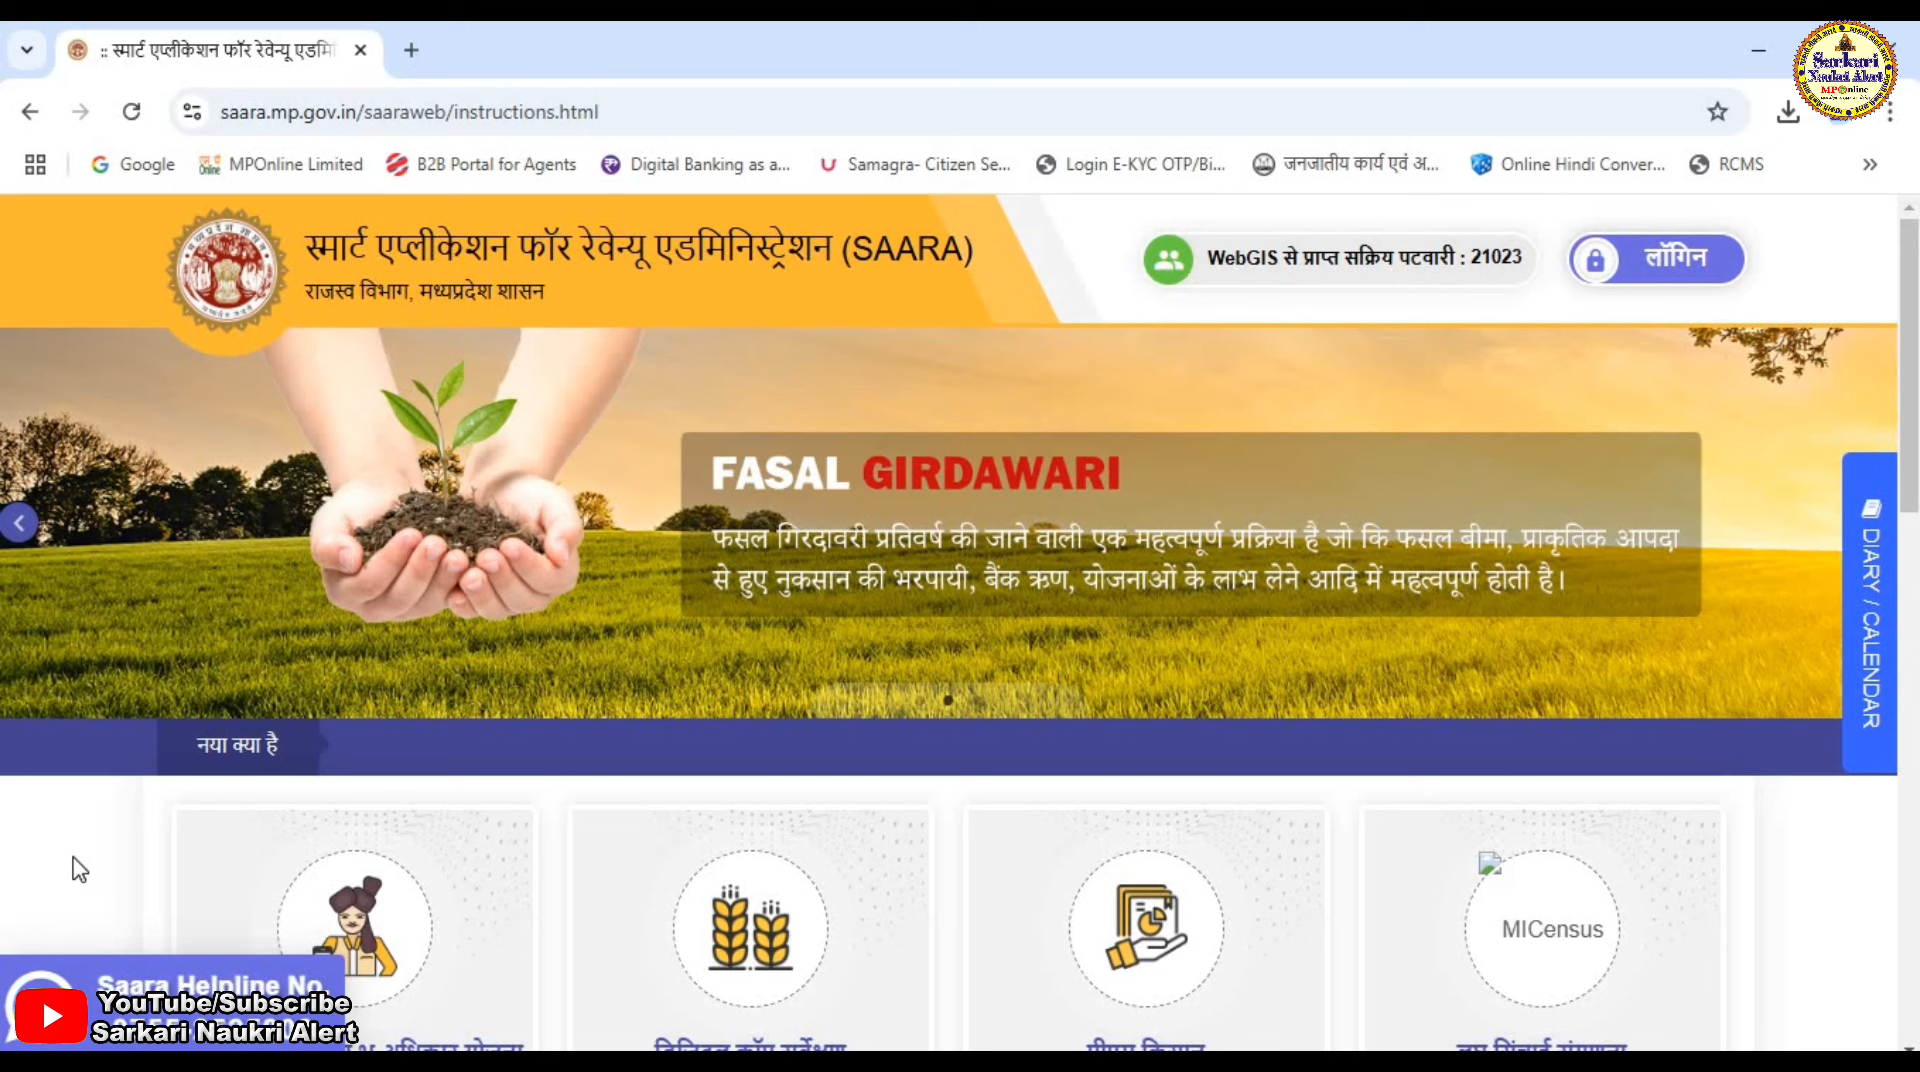 :: स्मार्ट एप्लीकेशन फॉर रेवेन्यू एडमि
saara.mp.gov.in/saaraweb/instructions.html
Google
MPOnline Limited
B2B Portal for Agents
Digital Banking as a...
Samagra- Citizen Se...
Login E-KYC OTP/Bi...
जनजातीय कार्य एवं अ...
Online Hindi Conver...
RCMS
Sarkari
Naukri Alert
MPOnline
स्मार्ट एप्लीकेशन फॉर रेवेन्यू एडमिनिस्ट्रेशन (SAARA)
राजस्व विभाग, मध्यप्रदेश शासन
WebGIS से प्राप्त सक्रिय पटवारी : 21023
लॉगिन
FASAL GIRDAWARI
फसल गिरदावरी प्रतिवर्ष की जाने वाली एक महत्वपूर्ण प्रक्रिया है जो कि फसल बीमा, प्राकृतिक आपदा
से हुए नुकसान की भरपायी, बैंक ऋण, योजनाओं के लाभ लेने आदि में महत्वपूर्ण होती है।
DIARY / CALENDAR
नया क्या है
MICensus
Saara Helpline No.
YouTube/Subscribe
Sarkari Naukri Alert